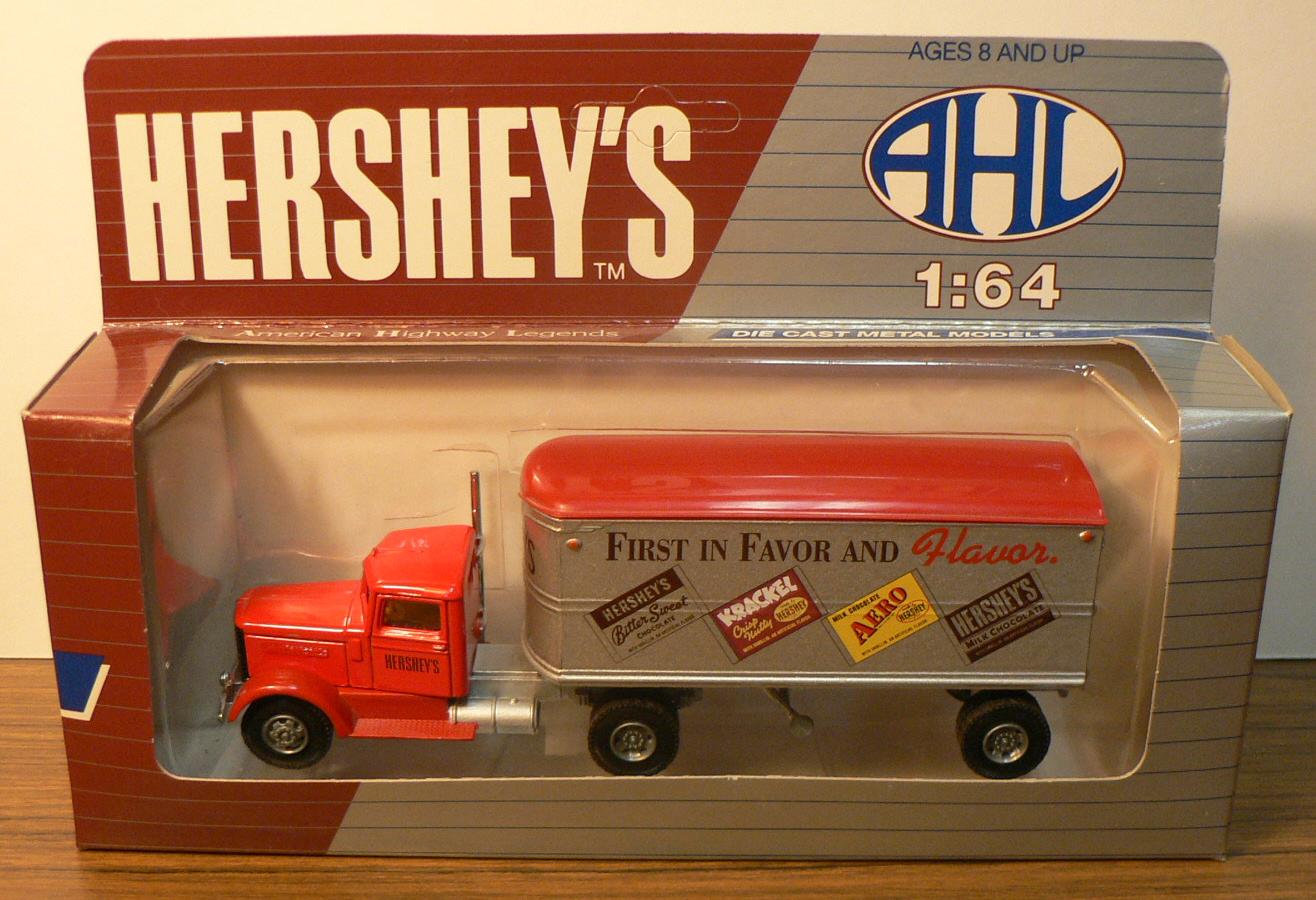 AGES 8 AND UP
HERSHEY'S
TM
AHL
1:64
American Highway Legends
DIE CAST METAL MODELS
FIRST IN FAVOR AND Flavor.
HERSHEY'S
Bitter Sweet
CHOCOLATE
KRACKEL
Crisp
Nutty
HERSHEY
MILK CHOCOLATE
AERO
HERSHEY
HERSHEY'S
MILK CHOCOLATE
HERSHEY'S
S